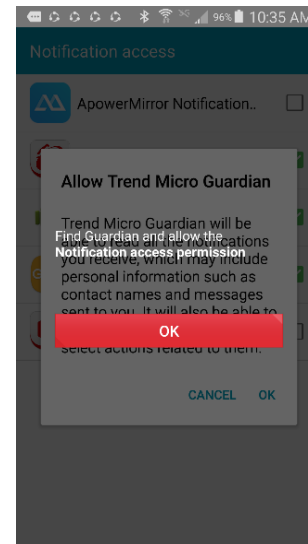 96% 10:35 AM
Notification access
ApowerMirror Notification..
Allow Trend Micro Guardian
Trend Micro Guardian will be
Find Guardian and allow the
able to read all the notifications
Notification access permission
you receive, which may include
personal information such as
contact names and messages
sent to you. It will also be able to
OK
select actions related to them.
CANCEL OK